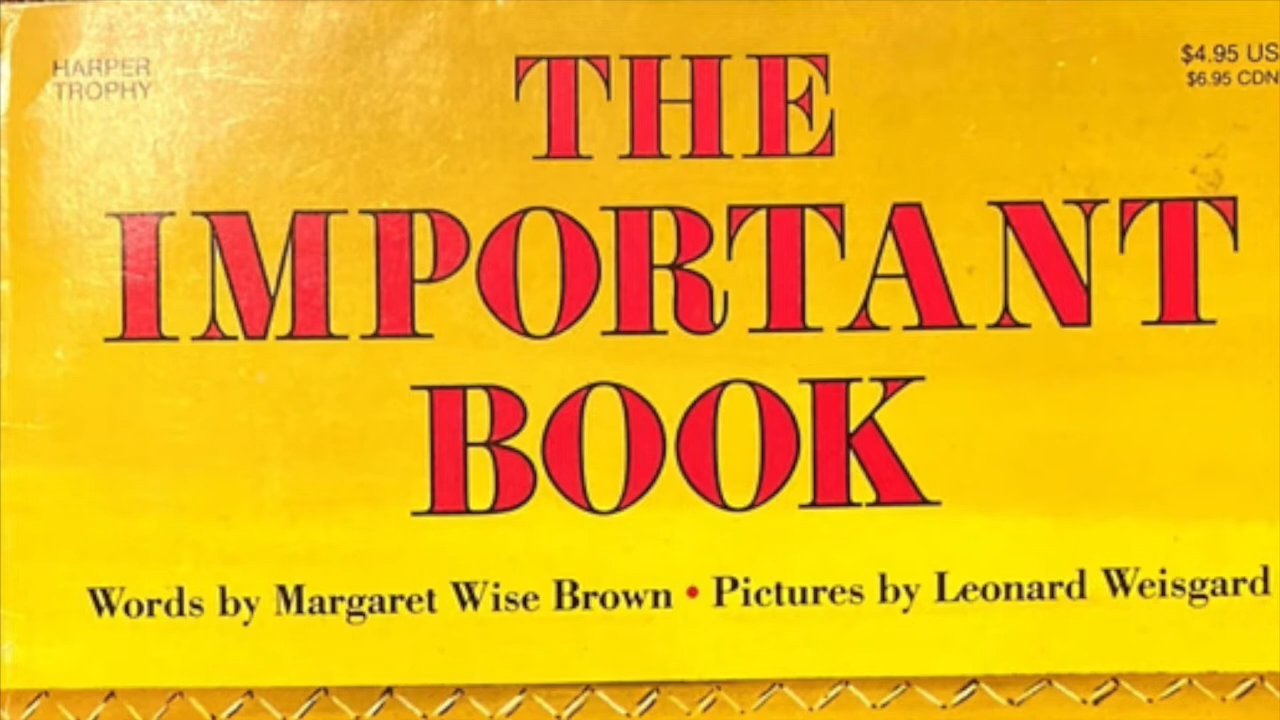 HARPER
TROPHY
$4.95 US
$6.95 CDN
THE
IMPORTANT
BOOK
Words by Margaret Wise Brown • Pictures by Leonard Weisgard